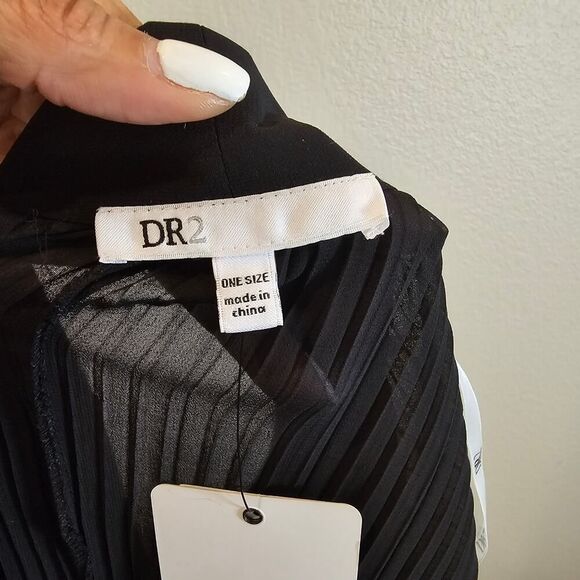 DR2
ONE SIZE
made in
china